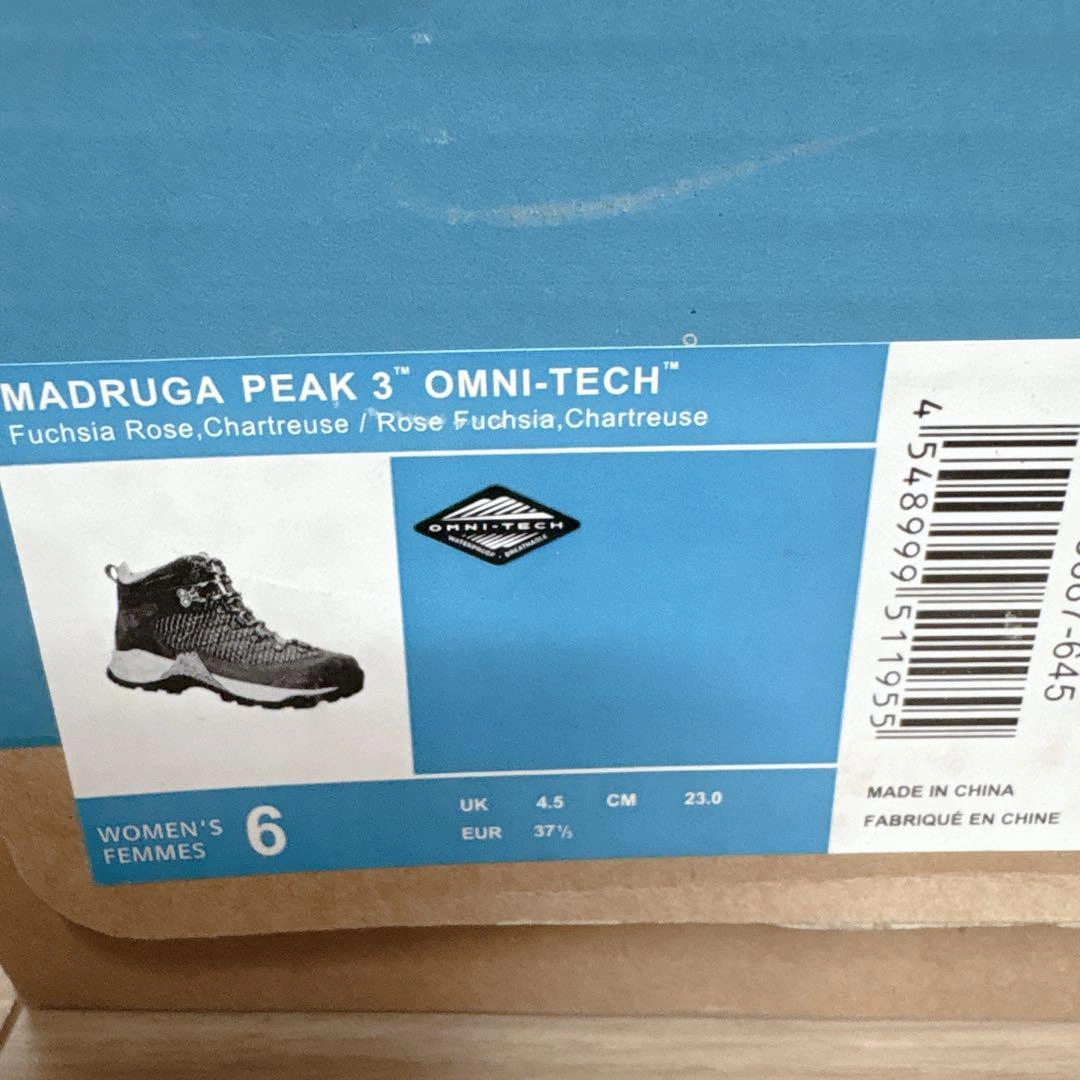 MADRUGA PEAK 3™ OMNI-TECH™
Fuchsia Rose,Chartreuse / Rose Fuchsia,Chartreuse
OMNI-TECH
WATERPROOF · BREATHABLE
WOMEN'S 6
FEMMES
UK 4.5 CM 23.0
EUR 37⅓
4 548999 511955
-645
MADE IN CHINA
FABRIQUÉ EN CHINE